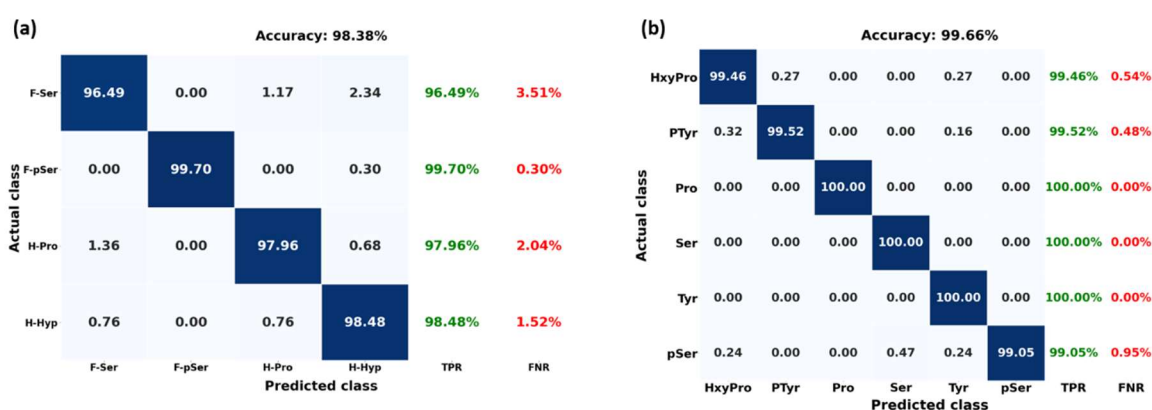 (a)
Accuracy: 98.38%
Actual class
F-Ser 96.49 0.00 1.17 2.34 96.49% 3.51%
F-pSer 0.00 99.70 0.00 0.30 99.70% 0.30%
H-Pro 1.36 0.00 97.96 0.68 97.96% 2.04%
H-Hyp 0.76 0.00 0.76 98.48 98.48% 1.52%
F-Ser F-pSer H-Pro H-Hyp TPR FNR
Predicted class
(b)
Accuracy: 99.66%
Actual class
HxyPro 99.46 0.27 0.00 0.00 0.27 0.00 99.46% 0.54%
PTyr 0.32 99.52 0.00 0.00 0.16 0.00 99.52% 0.48%
Pro 0.00 0.00 100.00 0.00 0.00 0.00 100.00% 0.00%
Ser 0.00 0.00 0.00 100.00 0.00 0.00 100.00% 0.00%
Tyr 0.00 0.00 0.00 0.00 100.00 0.00 100.00% 0.00%
pSer 0.24 0.00 0.00 0.47 0.24 99.05 99.05% 0.95%
HxyPro PTyr Pro Ser Tyr pSer TPR FNR
Predicted class